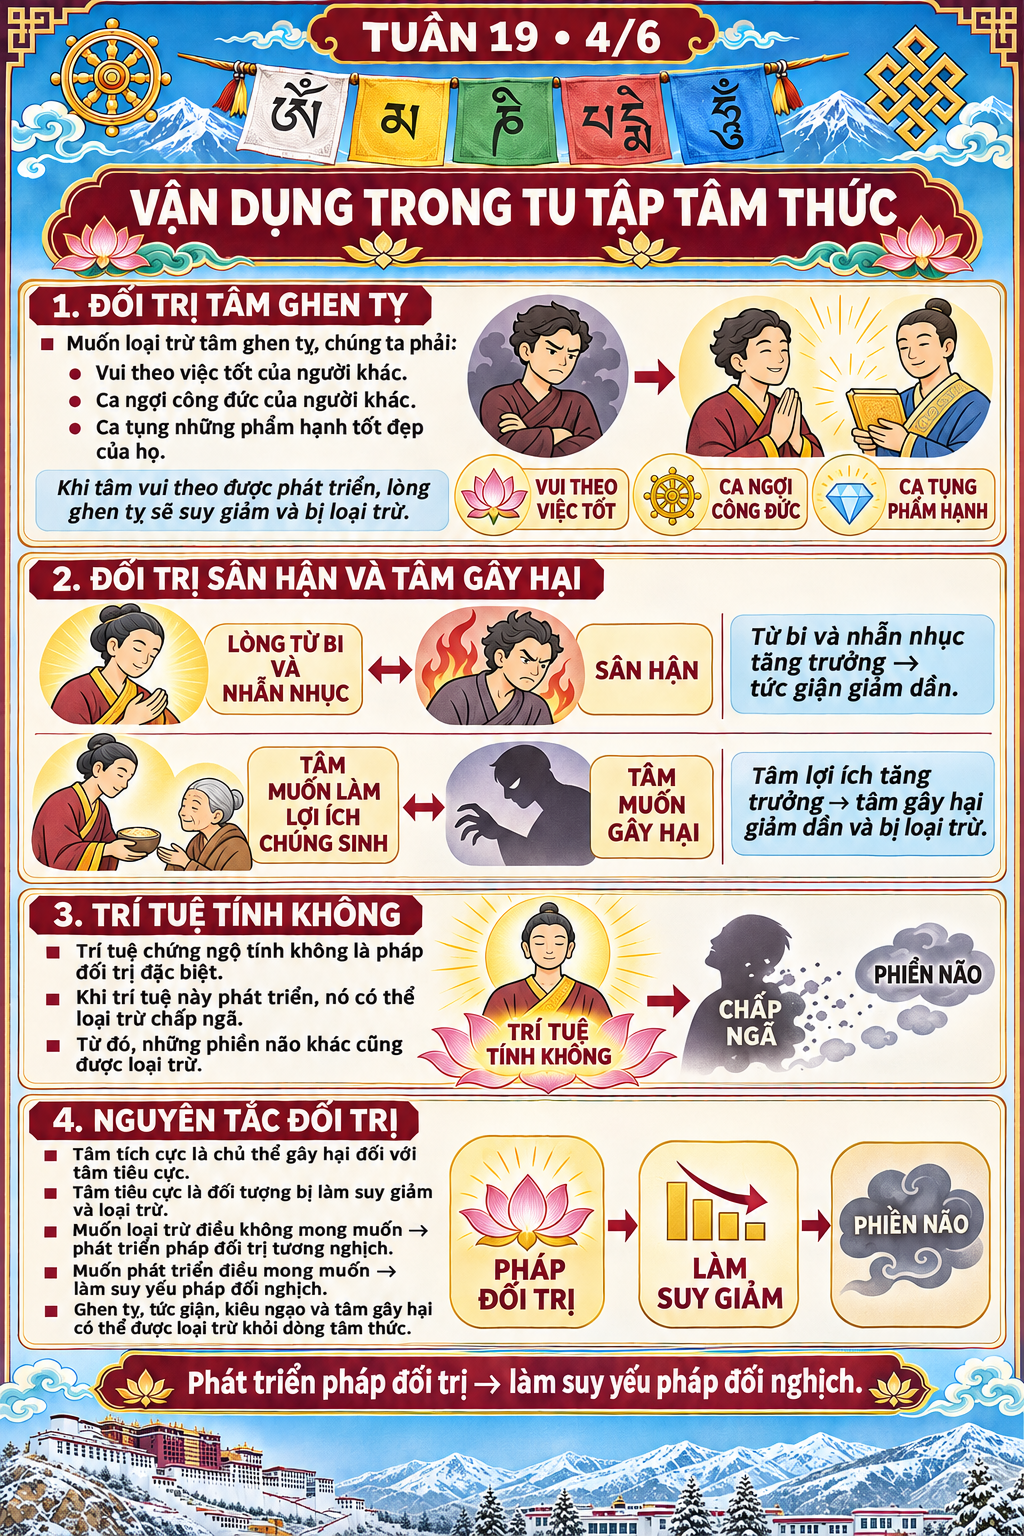 TUẦN 19 • 4/6
ཨོཾ མ ཎི པདྨེ ཧཱུྃ
VẬN DỤNG TRONG TU TẬP TÂM THỨC
1. ĐỐI TRỊ TÂM GHEN TỴ
Muốn loại trừ tâm ghen tỵ, chúng ta phải:
Vui theo việc tốt của người khác.
Ca ngợi công đức của người khác.
Ca tụng những phẩm hạnh tốt đẹp
của họ.
Khi tâm vui theo được phát triển, lòng
ghen tỵ sẽ suy giảm và bị loại trừ.
VUI THEO
VIỆC TỐT
CA NGỢI
CÔNG ĐỨC
CA TỤNG
PHẨM HẠNH
2. ĐỐI TRỊ SÂN HẬN VÀ TÂM GÂY HẠI
LÒNG TỪ BI
VÀ
NHẪN NHỤC
SÂN HẬN
Từ bi và nhẫn nhục
tăng trưởng →
tức giận giảm dần.
TÂM
MUỐN LÀM
LỢI ÍCH
CHÚNG SINH
TÂM
MUỐN
GÂY HẠI
Tâm lợi ích tăng
trưởng → tâm gây hại
giảm dần và bị loại trừ.
3. TRÍ TUỆ TÍNH KHÔNG
Trí tuệ chứng ngộ tính không là pháp
đối trị đặc biệt.
Khi trí tuệ này phát triển, nó có thể
loại trừ chấp ngã.
Từ đó, những phiền não khác cũng
được loại trừ.
TRÍ TUỆ
TÍNH KHÔNG
CHẤP
NGÃ
PHIỀN NÃO
4. NGUYÊN TẮC ĐỐI TRỊ
Tâm tích cực là chủ thể gây hại đối với
tâm tiêu cực.
Tâm tiêu cực là đối tượng bị làm suy giảm
và loại trừ.
Muốn loại trừ điều không mong muốn →
phát triển pháp đối trị tương nghịch.
Muốn phát triển điều mong muốn →
làm suy yếu pháp đối nghịch.
Ghen tỵ, tức giận, kiêu ngạo và tâm gây hại
có thể được loại trừ khỏi dòng tâm thức.
PHÁP
ĐỐI TRỊ
LÀM
SUY GIẢM
PHIỀN NÃO
Phát triển pháp đối trị → làm suy yếu pháp đối nghịch.